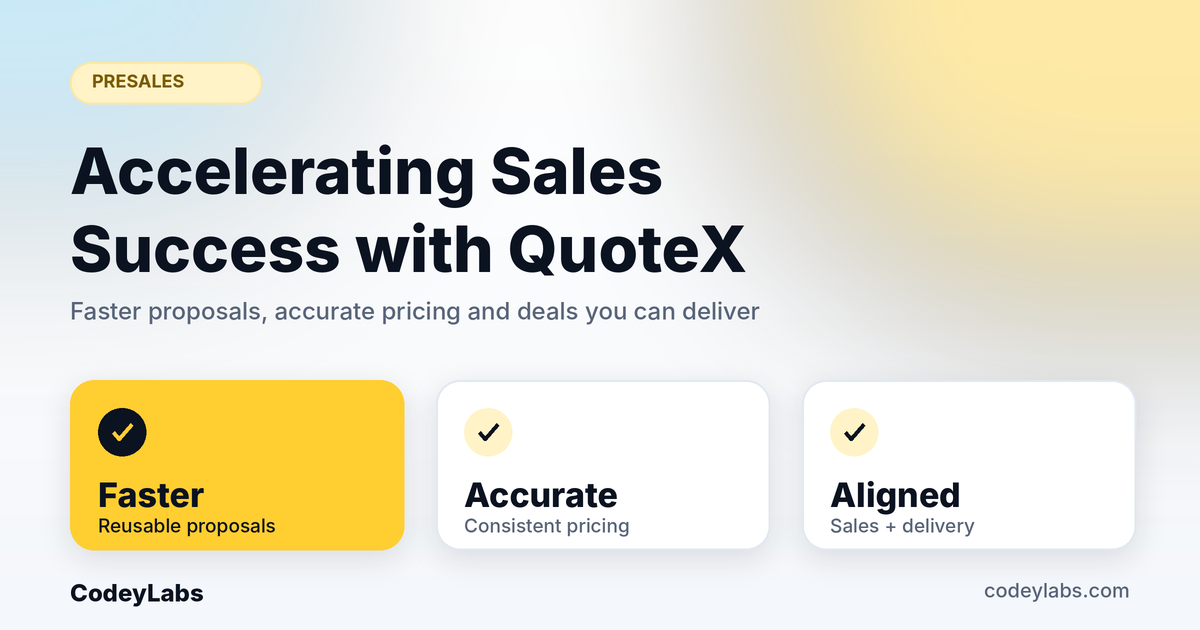 PRESALES
Accelerating Sales
Success with QuoteX
Faster proposals, accurate pricing and deals you can deliver
Faster
Reusable proposals
Accurate
Consistent pricing
Aligned
Sales + delivery
CodeyLabs
codeylabs.com